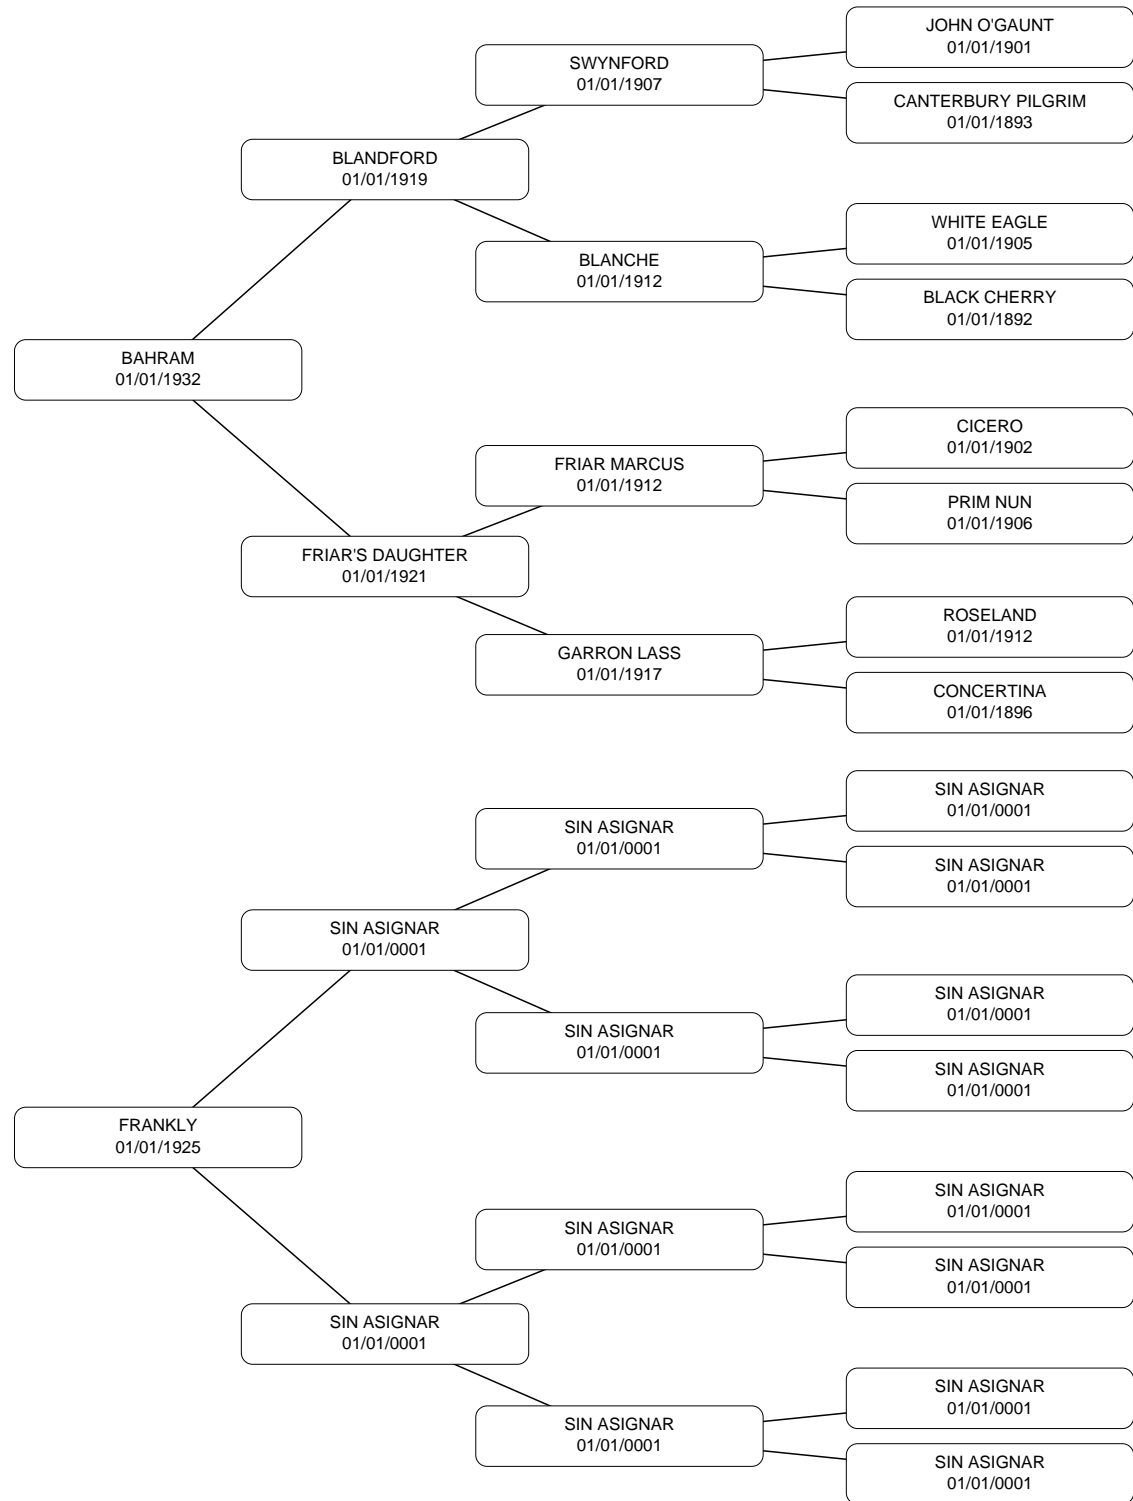 JOHN O'GAUNT
01/01/1901
SWYNFORD
01/01/1907
CANTERBURY PILGRIM
01/01/1893
BLANDFORD
01/01/1919
WHITE EAGLE
01/01/1905
BLANCHE
01/01/1912
BLACK CHERRY
01/01/1892
BAHRAM
01/01/1932
CICERO
01/01/1902
FRIAR MARCUS
01/01/1912
PRIM NUN
01/01/1906
FRIAR'S DAUGHTER
01/01/1921
ROSELAND
01/01/1912
GARRON LASS
01/01/1917
CONCERTINA
01/01/1896
SIN ASIGNAR
01/01/0001
SIN ASIGNAR
01/01/0001
SIN ASIGNAR
01/01/0001
SIN ASIGNAR
01/01/0001
SIN ASIGNAR
01/01/0001
SIN ASIGNAR
01/01/0001
SIN ASIGNAR
01/01/0001
FRANKLY
01/01/1925
SIN ASIGNAR
01/01/0001
SIN ASIGNAR
01/01/0001
SIN ASIGNAR
01/01/0001
SIN ASIGNAR
01/01/0001
SIN ASIGNAR
01/01/0001
SIN ASIGNAR
01/01/0001
SIN ASIGNAR
01/01/0001